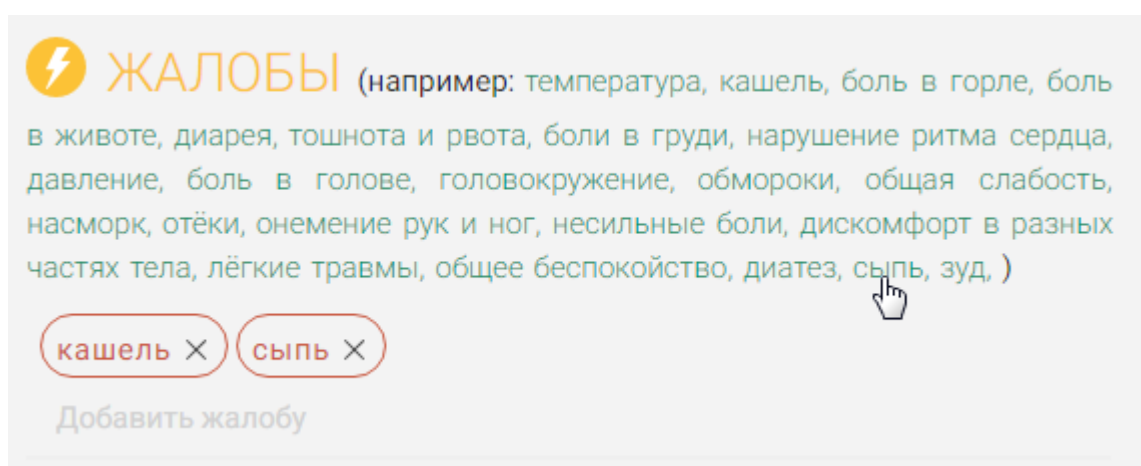 ЖАЛОБЫ (например: температура, кашель, боль в горле, боль
в животе, диарея, тошнота и рвота, боли в груди, нарушение ритма сердца,
давление, боль в голове, головокружение, обмороки, общая слабость,
насморк, отёки, онемение рук и ног, несильные боли, дискомфорт в разных
частях тела, лёгкие травмы, общее беспокойство, диатез, сыпь, зуд, )
кашель × сыпь ×
Добавить жалобу